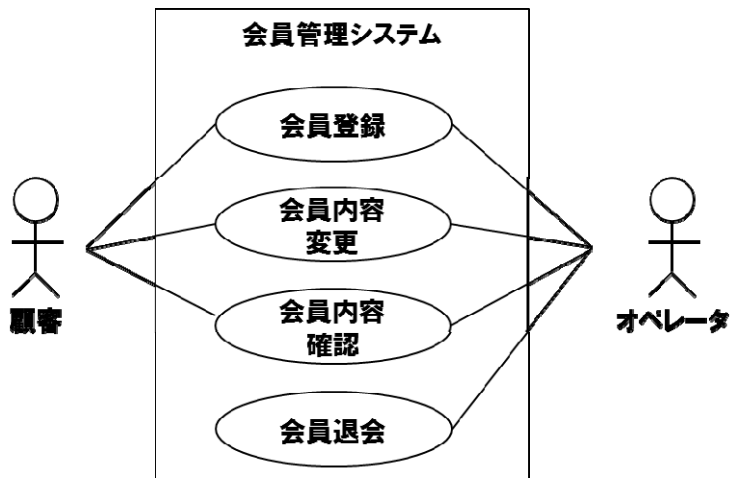 会員管理システム
会員登録
会員内容
変更
会員内容
確認
会員退会
顧客
オペレータ